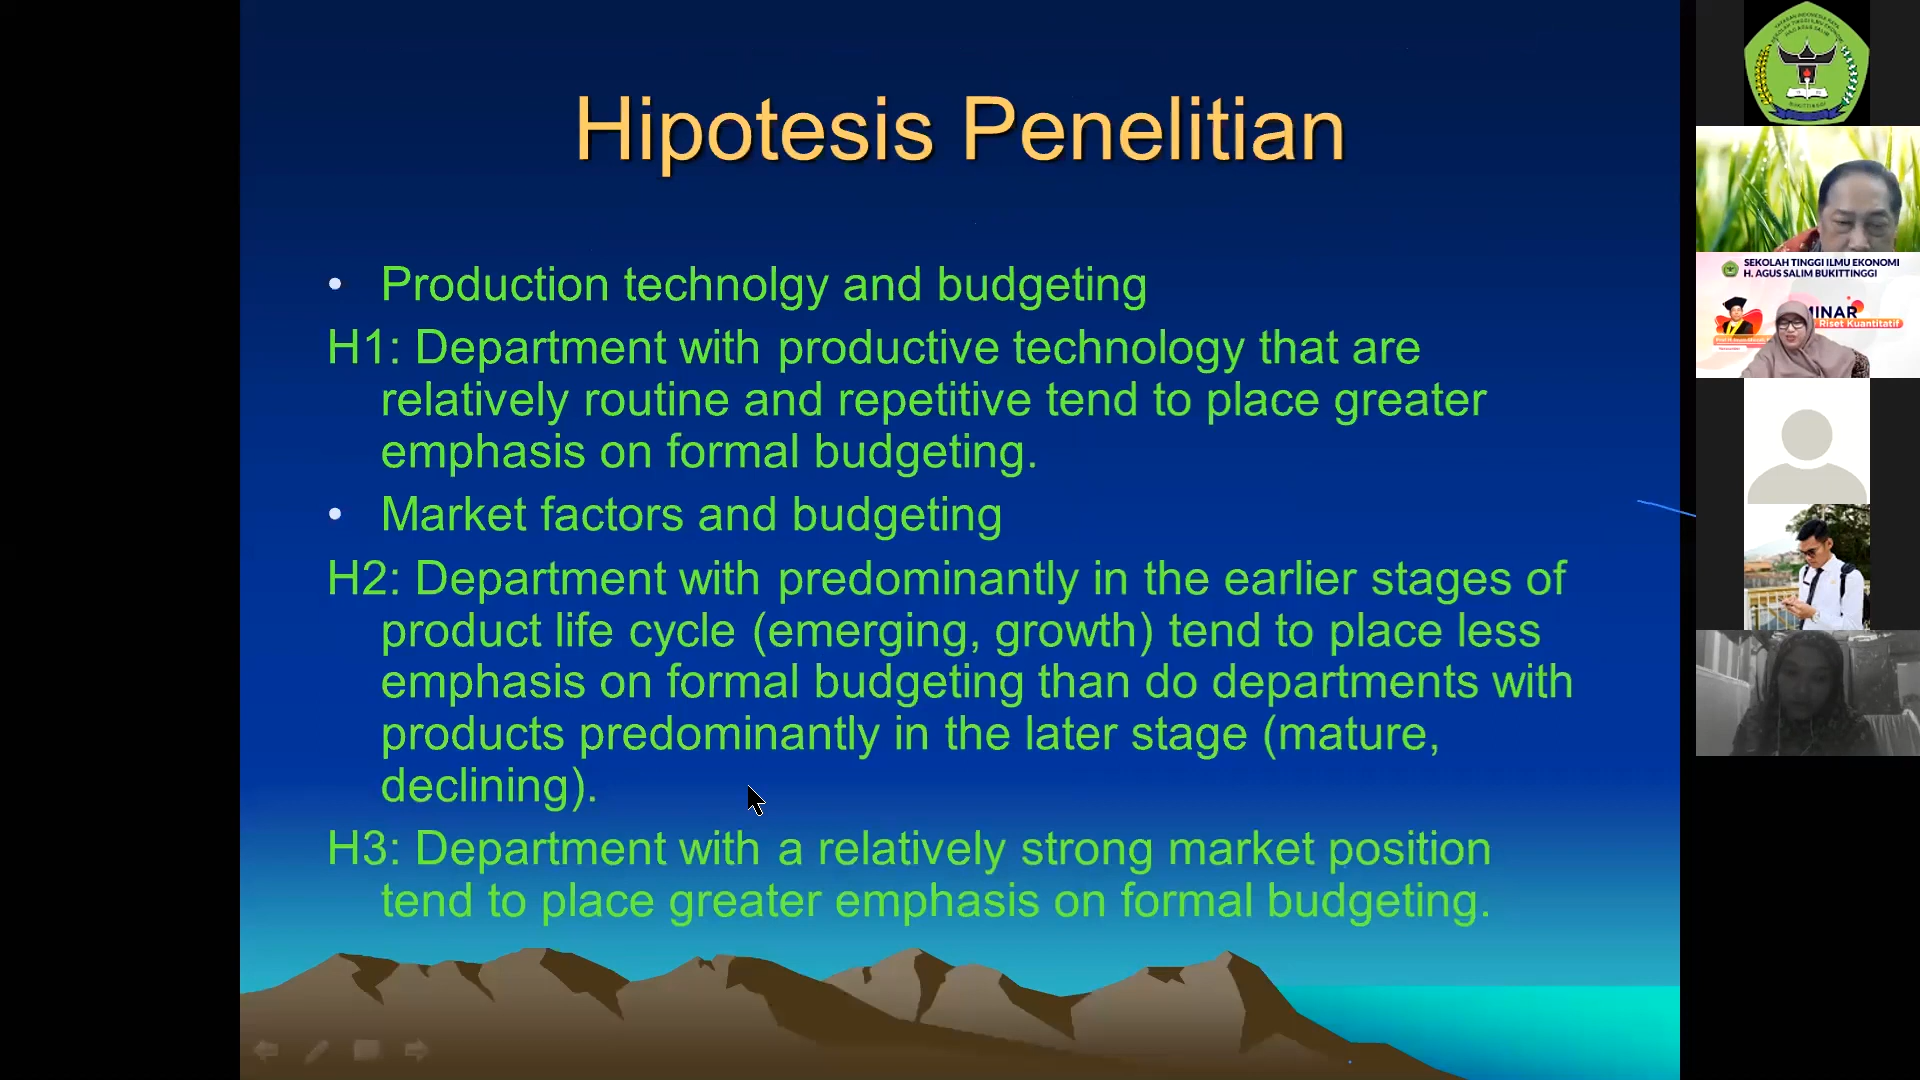 Hipotesis Penelitian
• Production technolgy and budgeting
H1: Department with productive technology that are
relatively routine and repetitive tend to place greater
emphasis on formal budgeting.
• Market factors and budgeting
H2: Department with predominantly in the earlier stages of
product life cycle (emerging, growth) tend to place less
emphasis on formal budgeting than do departments with
products predominantly in the later stage (mature,
declining).
H3: Department with a relatively strong market position
tend to place greater emphasis on formal budgeting.
SEKOLAH TINGGI ILMU EKONOMI
H. AGUS SALIM BUKITTINGGI
MINAR
Riset Kuantitatif